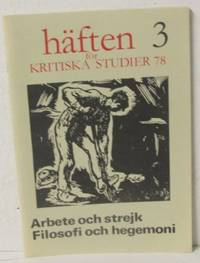 häften 3
för
KRITISKA STUDIER 78
Arbete och strejk
Filosofi och hegemoni